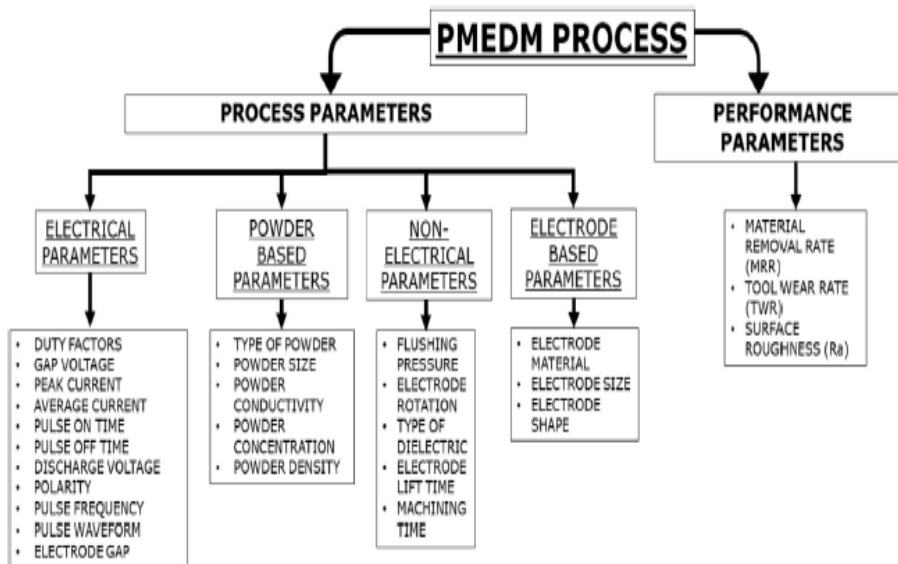 PMEDM PROCESS
PROCESS PARAMETERS
PERFORMANCE
PARAMETERS
ELECTRICAL
PARAMETERS
POWDER
BASED
PARAMETERS
NON-
ELECTRICAL
PARAMETERS
ELECTRODE
BASED
PARAMETERS
• MATERIAL
REMOVAL RATE
(MRR)
• TOOL WEAR RATE
(TWR)
• SURFACE
ROUGHNESS (Ra)
• DUTY FACTORS
• GAP VOLTAGE
• PEAK CURRENT
• AVERAGE CURRENT
• PULSE ON TIME
• PULSE OFF TIME
• DISCHARGE VOLTAGE
• POLARITY
• PULSE FREQUENCY
• PULSE WAVEFORM
• ELECTRODE GAP
• TYPE OF POWDER
• POWDER SIZE
• POWDER
CONDUCTIVITY
• POWDER
CONCENTRATION
• POWDER DENSITY
• FLUSHING
PRESSURE
• ELECTRODE
ROTATION
• TYPE OF
DIELECTRIC
• ELECTRODE
LIFT TIME
• MACHINING
TIME
• ELECTRODE
MATERIAL
• ELECTRODE SIZE
• ELECTRODE
SHAPE